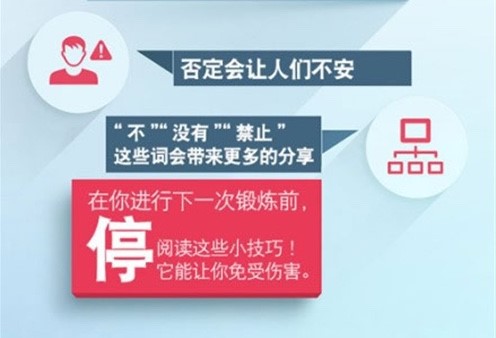 否定会让人们不安
“不”“没有”“禁止”
这些词会带来更多的分享
在你进行下一次锻炼前，
停 阅读这些小技巧！
它能让你免受伤害。